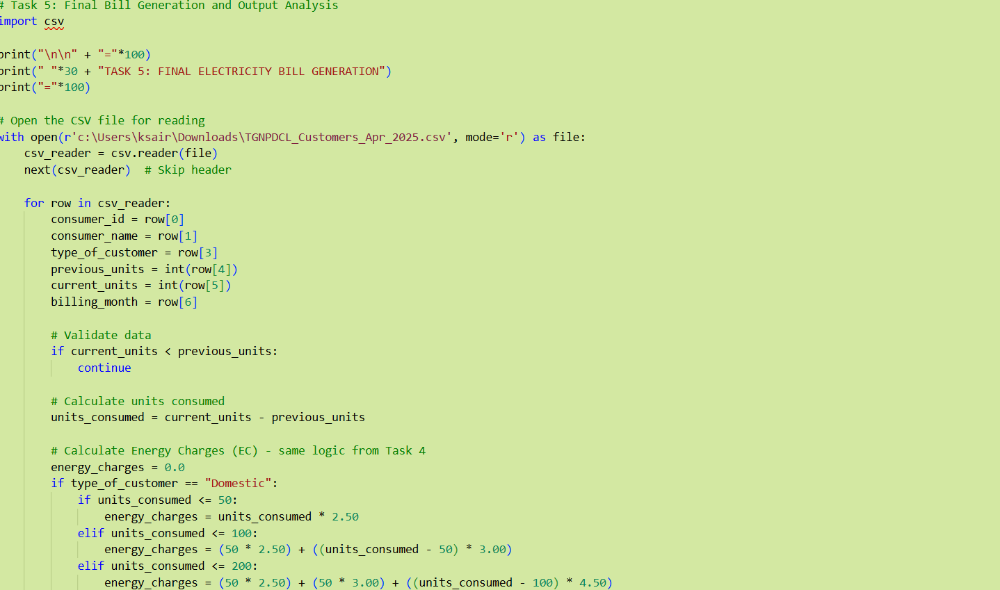 # Task 5: Final Bill Generation and Output Analysis
import csv
print("\n\n" + "="*100)
print(" "*30 + "TASK 5: FINAL ELECTRICITY BILL GENERATION")
print("="*100)
# Open the CSV file for reading
with open(r'c:\Users\ksair\Downloads\TGNPDCL_Customers_Apr_2025.csv', mode='r') as file:
    csv_reader = csv.reader(file)
    next(csv_reader)  # Skip header
    for row in csv_reader:
        consumer_id = row[0]
        consumer_name = row[1]
        type_of_customer = row[3]
        previous_units = int(row[4])
        current_units = int(row[5])
        billing_month = row[6]
        # Validate data
        if current_units < previous_units:
            continue
        # Calculate units consumed
        units_consumed = current_units - previous_units
        # Calculate Energy Charges (EC) - same logic from Task 4
        energy_charges = 0.0
        if type_of_customer == "Domestic":
            if units_consumed <= 50:
                energy_charges = units_consumed * 2.50
            elif units_consumed <= 100:
                energy_charges = (50 * 2.50) + ((units_consumed - 50) * 3.00)
            elif units_consumed <= 200:
                energy_charges = (50 * 2.50) + (50 * 3.00) + ((units_consumed - 100) * 4.50)